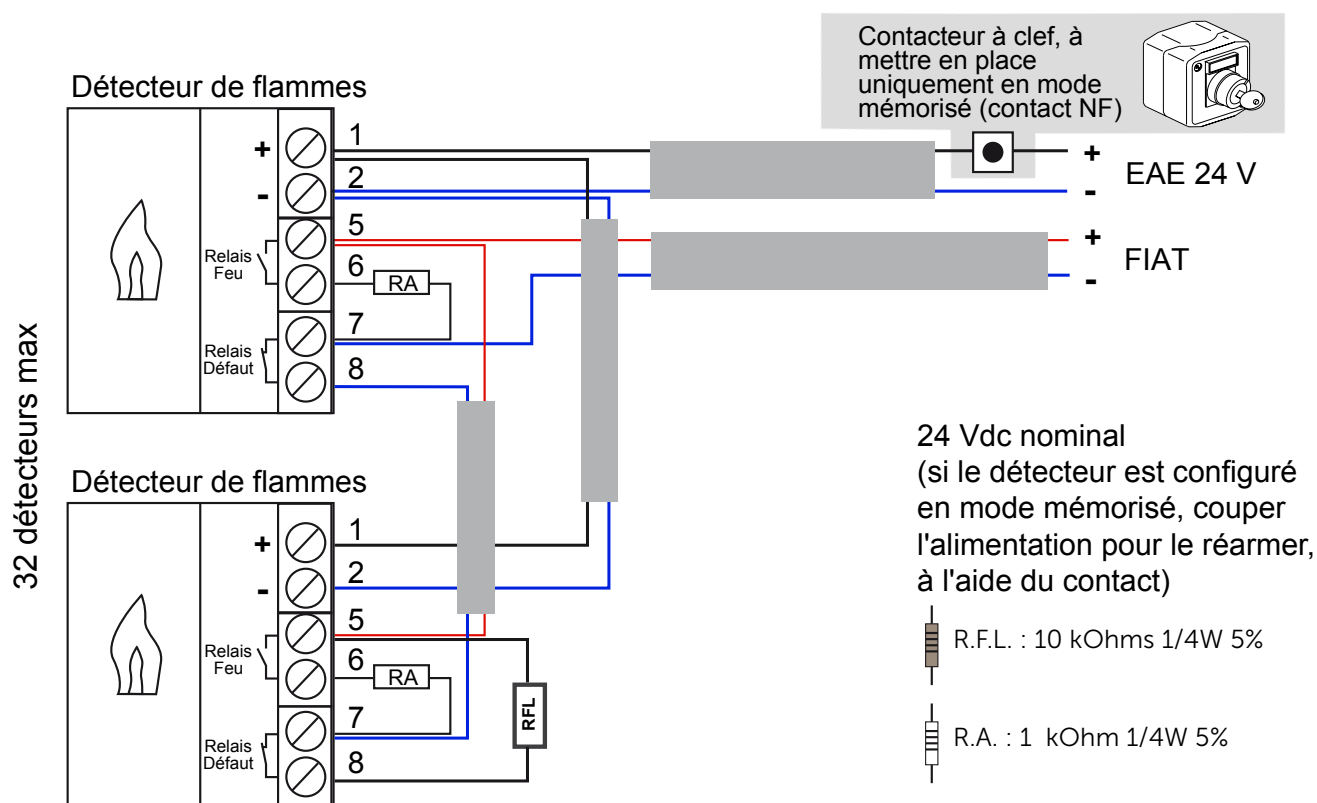 Contacteur à clef, à
mettre en place
uniquement en mode
mémorisé (contact NF)
Détecteur de flammes
+
-
1
2
5
6
7
8
Relais
Feu
Relais
Défaut
RA
+
-
EAE 24 V
+
-
FIAT
32 détecteurs max
Détecteur de flammes
+
-
1
2
5
6
7
8
Relais
Feu
Relais
Défaut
RA
RFL
24 Vdc nominal
(si le détecteur est configuré
en mode mémorisé, couper
l'alimentation pour le réarmer,
à l'aide du contact)
R.F.L. : 10 kOhms 1/4W 5%
R.A. : 1 kOhm 1/4W 5%